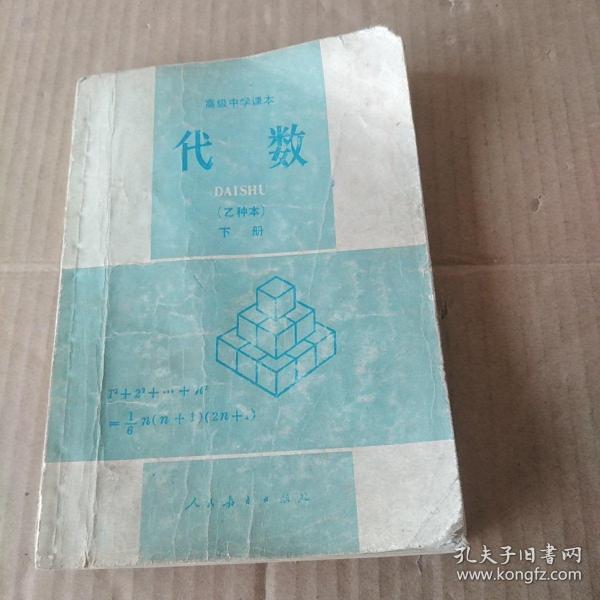 高级中学课本
代数
DAISHU
(乙种本)
下册
1²+2²+…+n²
=1/6 n(n+1)(2n+1)
人民教育出版社
孔夫子旧书网
www.kongfz.com